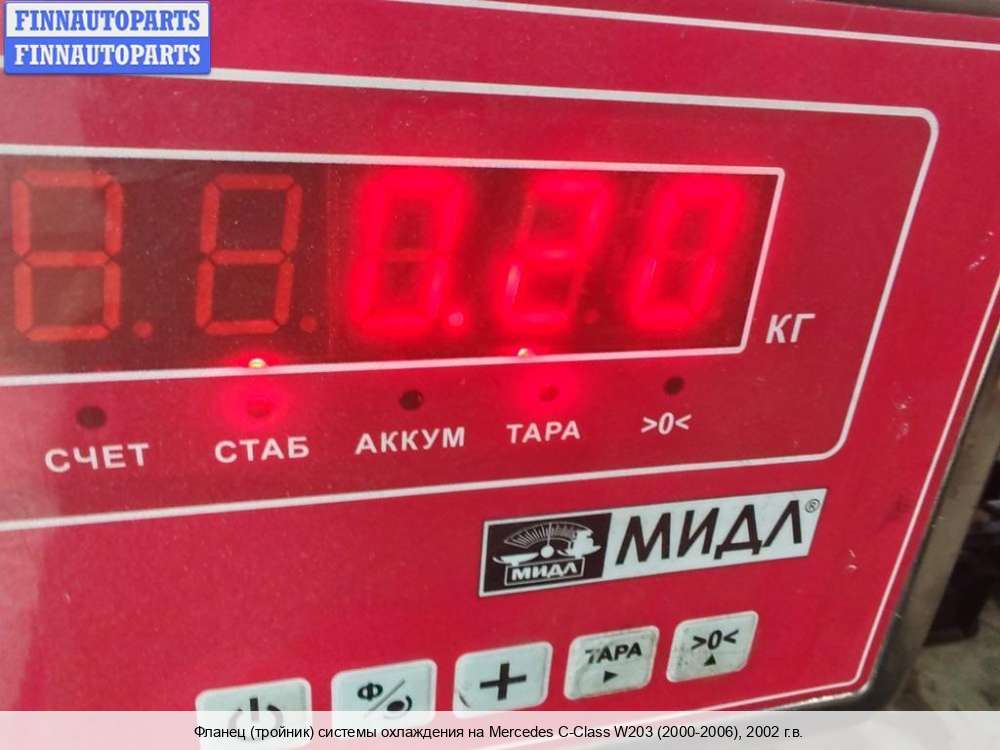 FINNAUTOPARTS
FINNAUTOPARTS
0.20
КГ
СЧЕТ СТАБ АККУМ ТАРА >0<
МИДЛ МИДЛ®
Ф + ТАРА >0<
Фланец (тройник) системы охлаждения на Mercedes C-Class W203 (2000-2006), 2002 г.в.